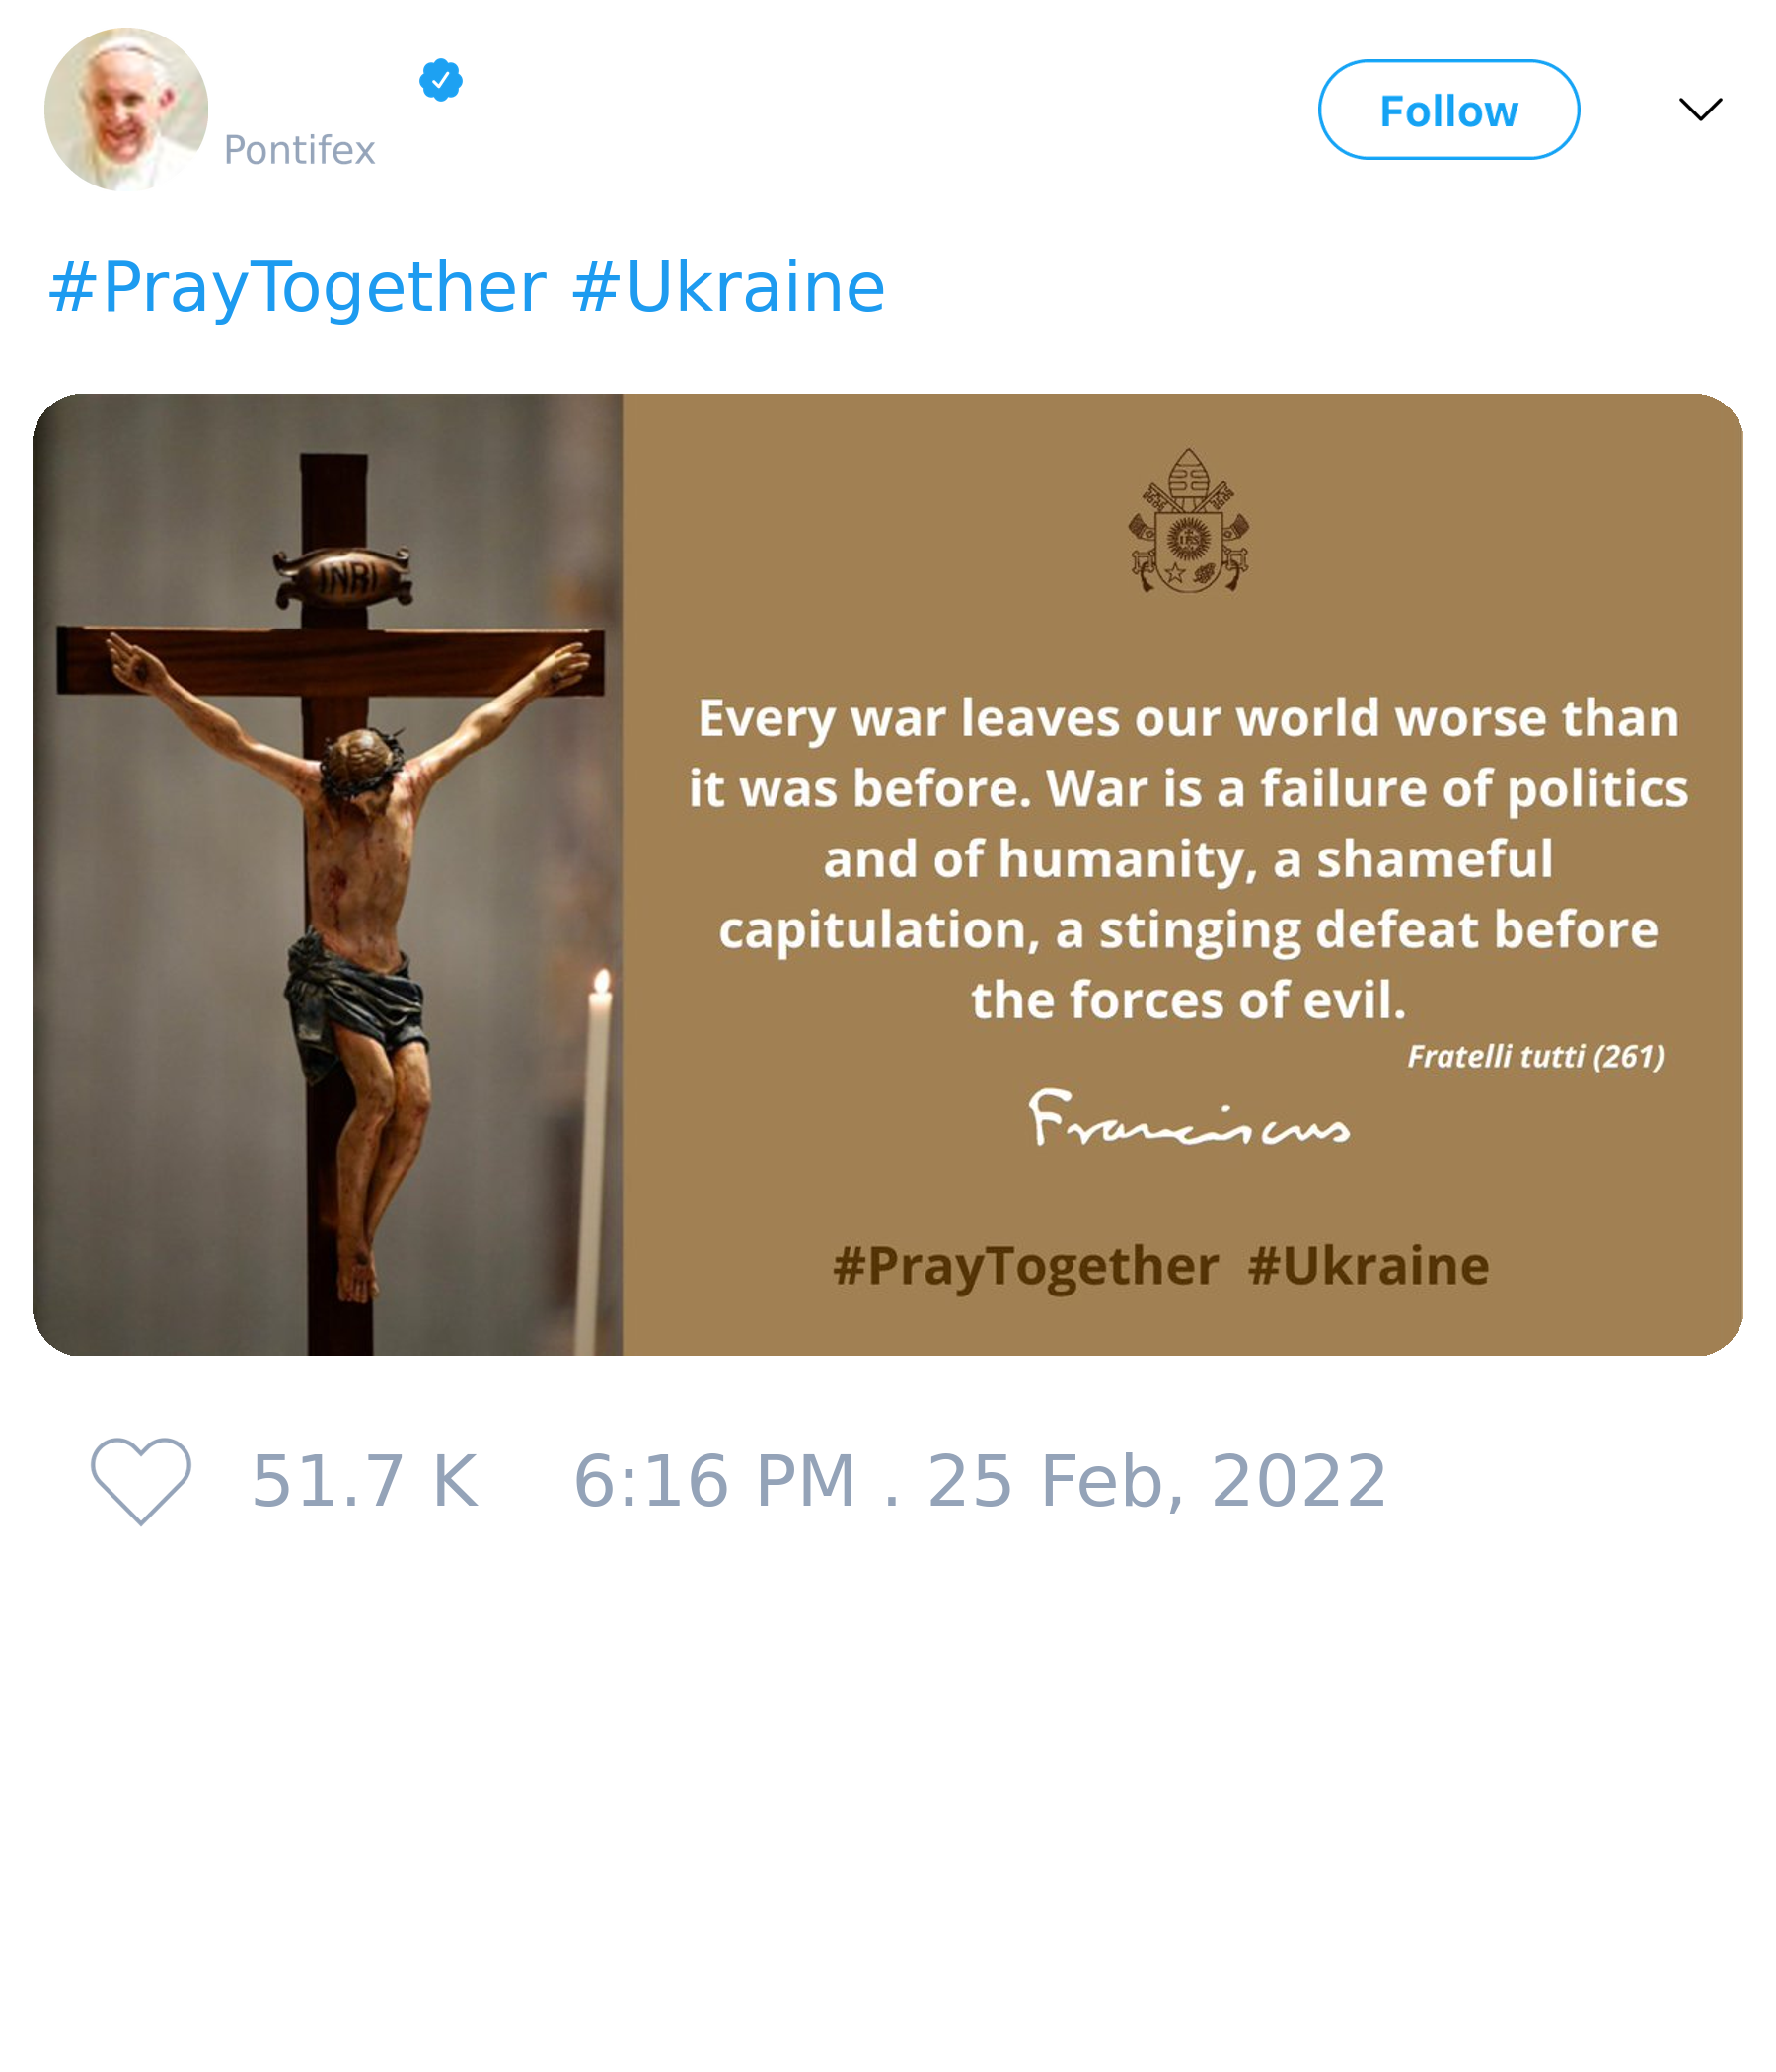 Pontifex
Follow
#PrayTogether #Ukraine
INRI
IHS
Every war leaves our world worse than
it was before. War is a failure of politics
and of humanity, a shameful
capitulation, a stinging defeat before
the forces of evil.
Fratelli tutti (261)
Franciscus
#PrayTogether #Ukraine
51.7 K 6:16 PM . 25 Feb, 2022